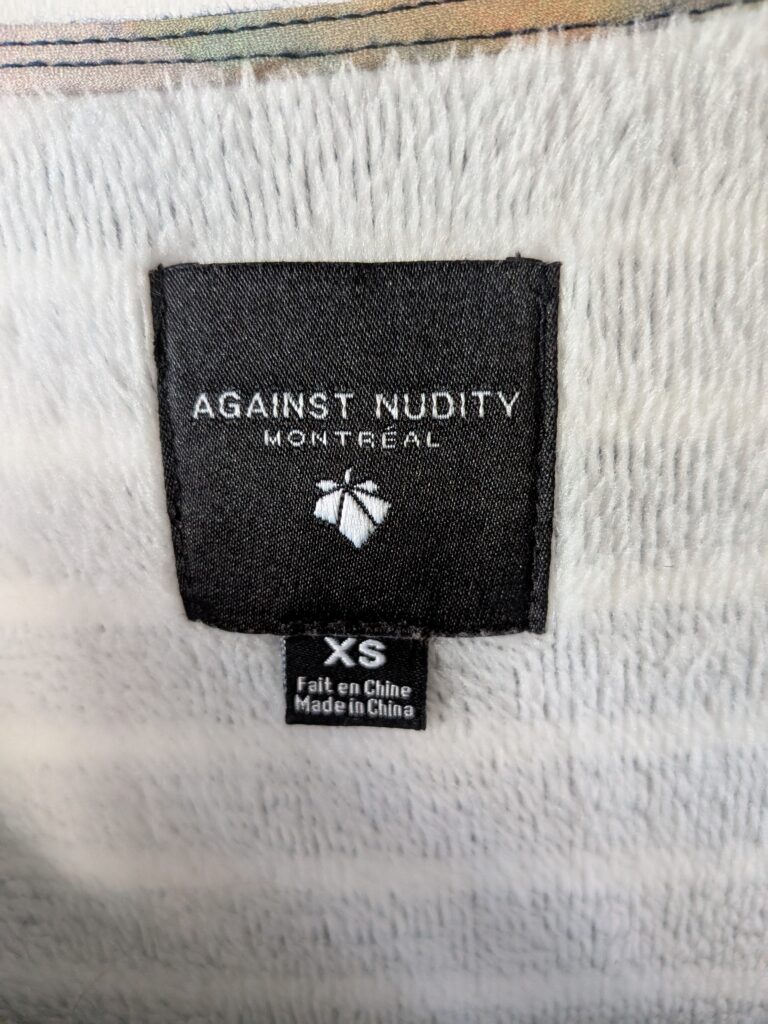 AGAINST NUDITY
MONTRÉAL
XS
Fait en Chine
Made in China